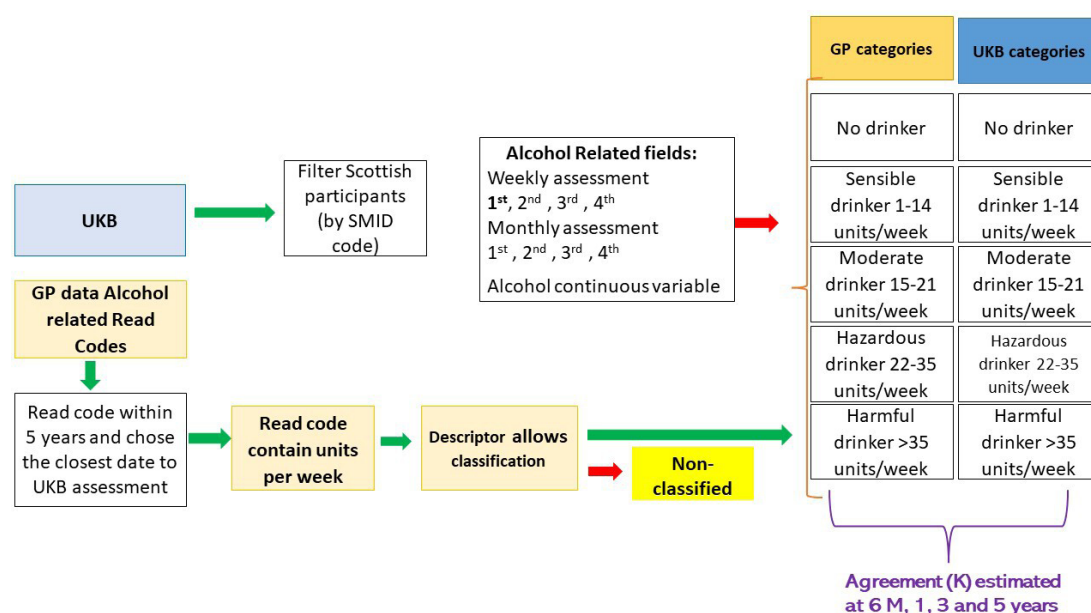 GP categories
UKB categories
No drinker
No drinker
Sensible
drinker 1-14
units/week
Sensible
drinker 1-14
units/week
Moderate
drinker 15-21
units/week
Moderate
drinker 15-21
units/week
Hazardous
drinker 22-35
units/week
Hazardous
drinker 22-35
units/week
Harmful
drinker >35
units/week
Harmful
drinker >35
units/week
UKB
Filter Scottish
participants
(by SMID
code)
Alcohol Related fields:
Weekly assessment
1st, 2nd , 3rd , 4th
Monthly assessment
1st , 2nd , 3rd , 4th
Alcohol continuous variable
GP data Alcohol
related Read
Codes
Read code within
5 years and chose
the closest date to
UKB assessment
Read code
contain units
per week
Descriptor allows
classification
Non-
classified
Agreement (K) estimated
at 6 M, 1, 3 and 5 years